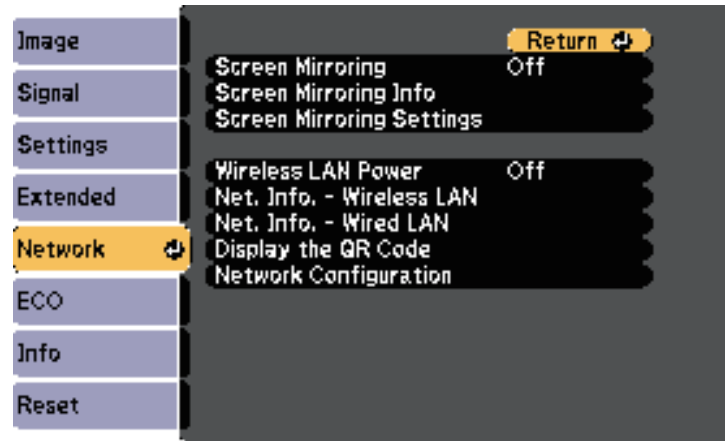 Image
Signal
Settings
Extended
Network
ECO
Info
Reset
Return
Screen Mirroring Off
Screen Mirroring Info
Screen Mirroring Settings
Wireless LAN Power Off
Net. Info. - Wireless LAN
Net. Info. - Wired LAN
Display the QR Code
Network Configuration